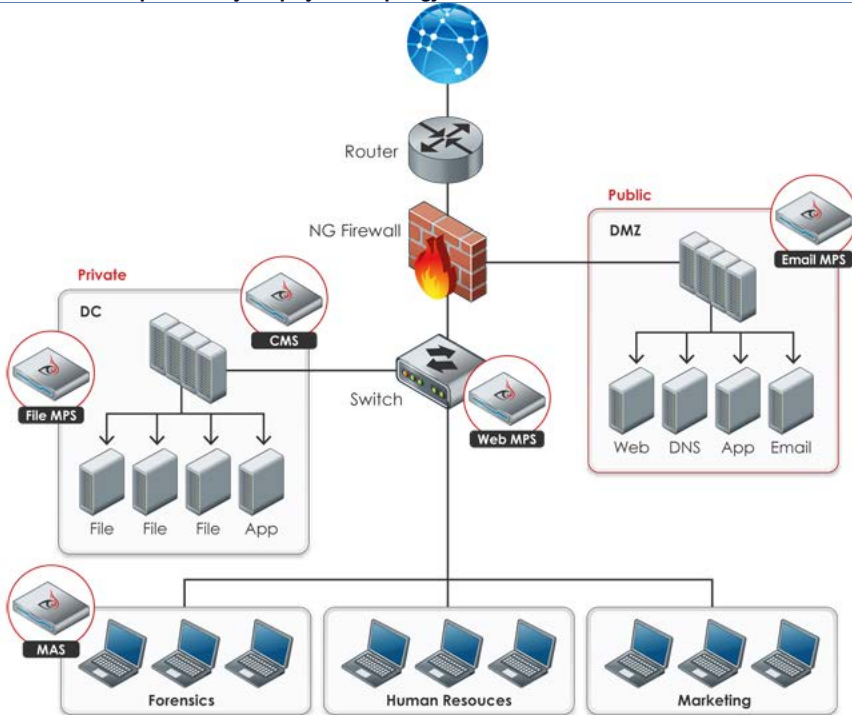 Router
Public
NG Firewall
DMZ
Email MPS
Private
DC
CMS
File MPS
Switch
Web MPS
Web DNS App Email
File File File App
MAS
Forensics
Human Resouces
Marketing